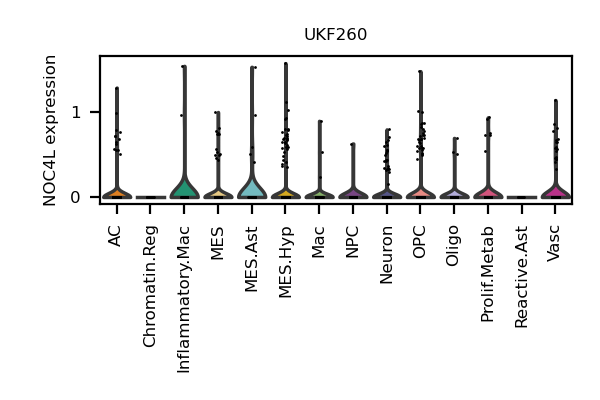 UKF260
NOC4L expression
1
0
AC
Chromatin.Reg
Inflammatory.Mac
MES
MES.Ast
MES.Hyp
Mac
NPC
Neuron
OPC
Oligo
Prolif.Metab
Reactive.Ast
Vasc